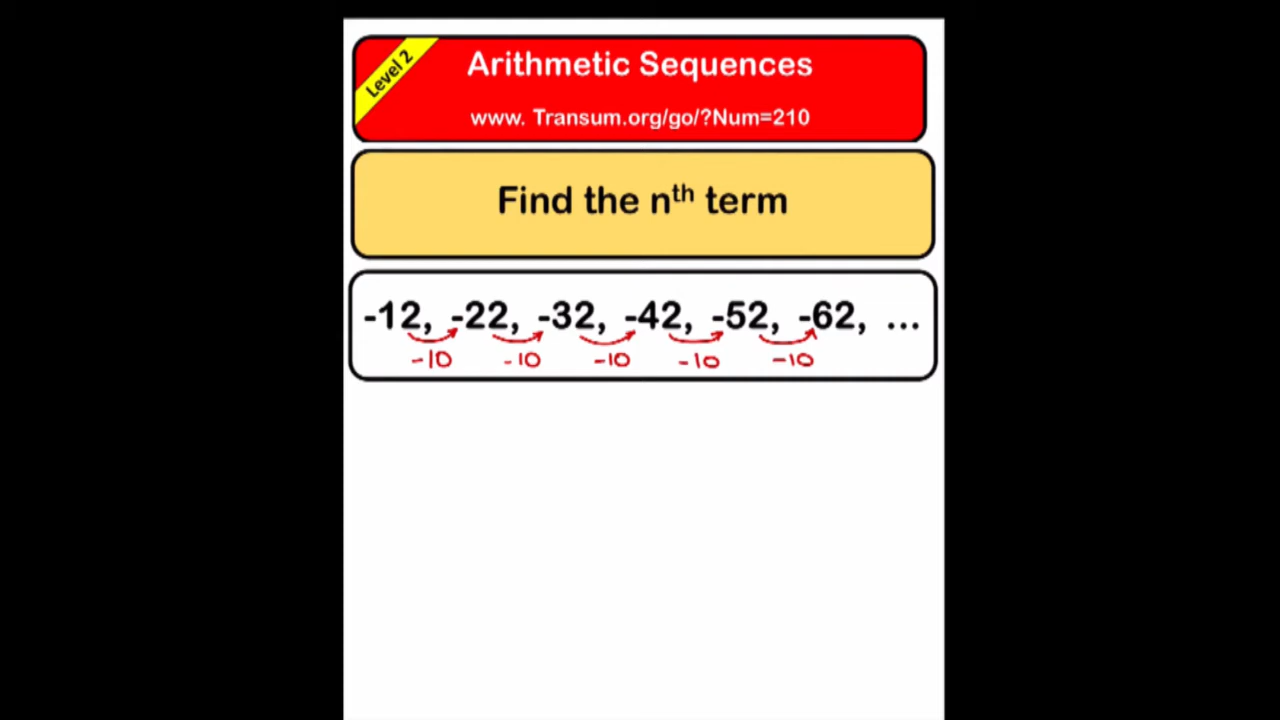 Level 2
Arithmetic Sequences
www. Transum.org/go/?Num=210
Find the nth term
-12, -22, -32, -42, -52, -62, ...
-10 -10 -10 -10 -10